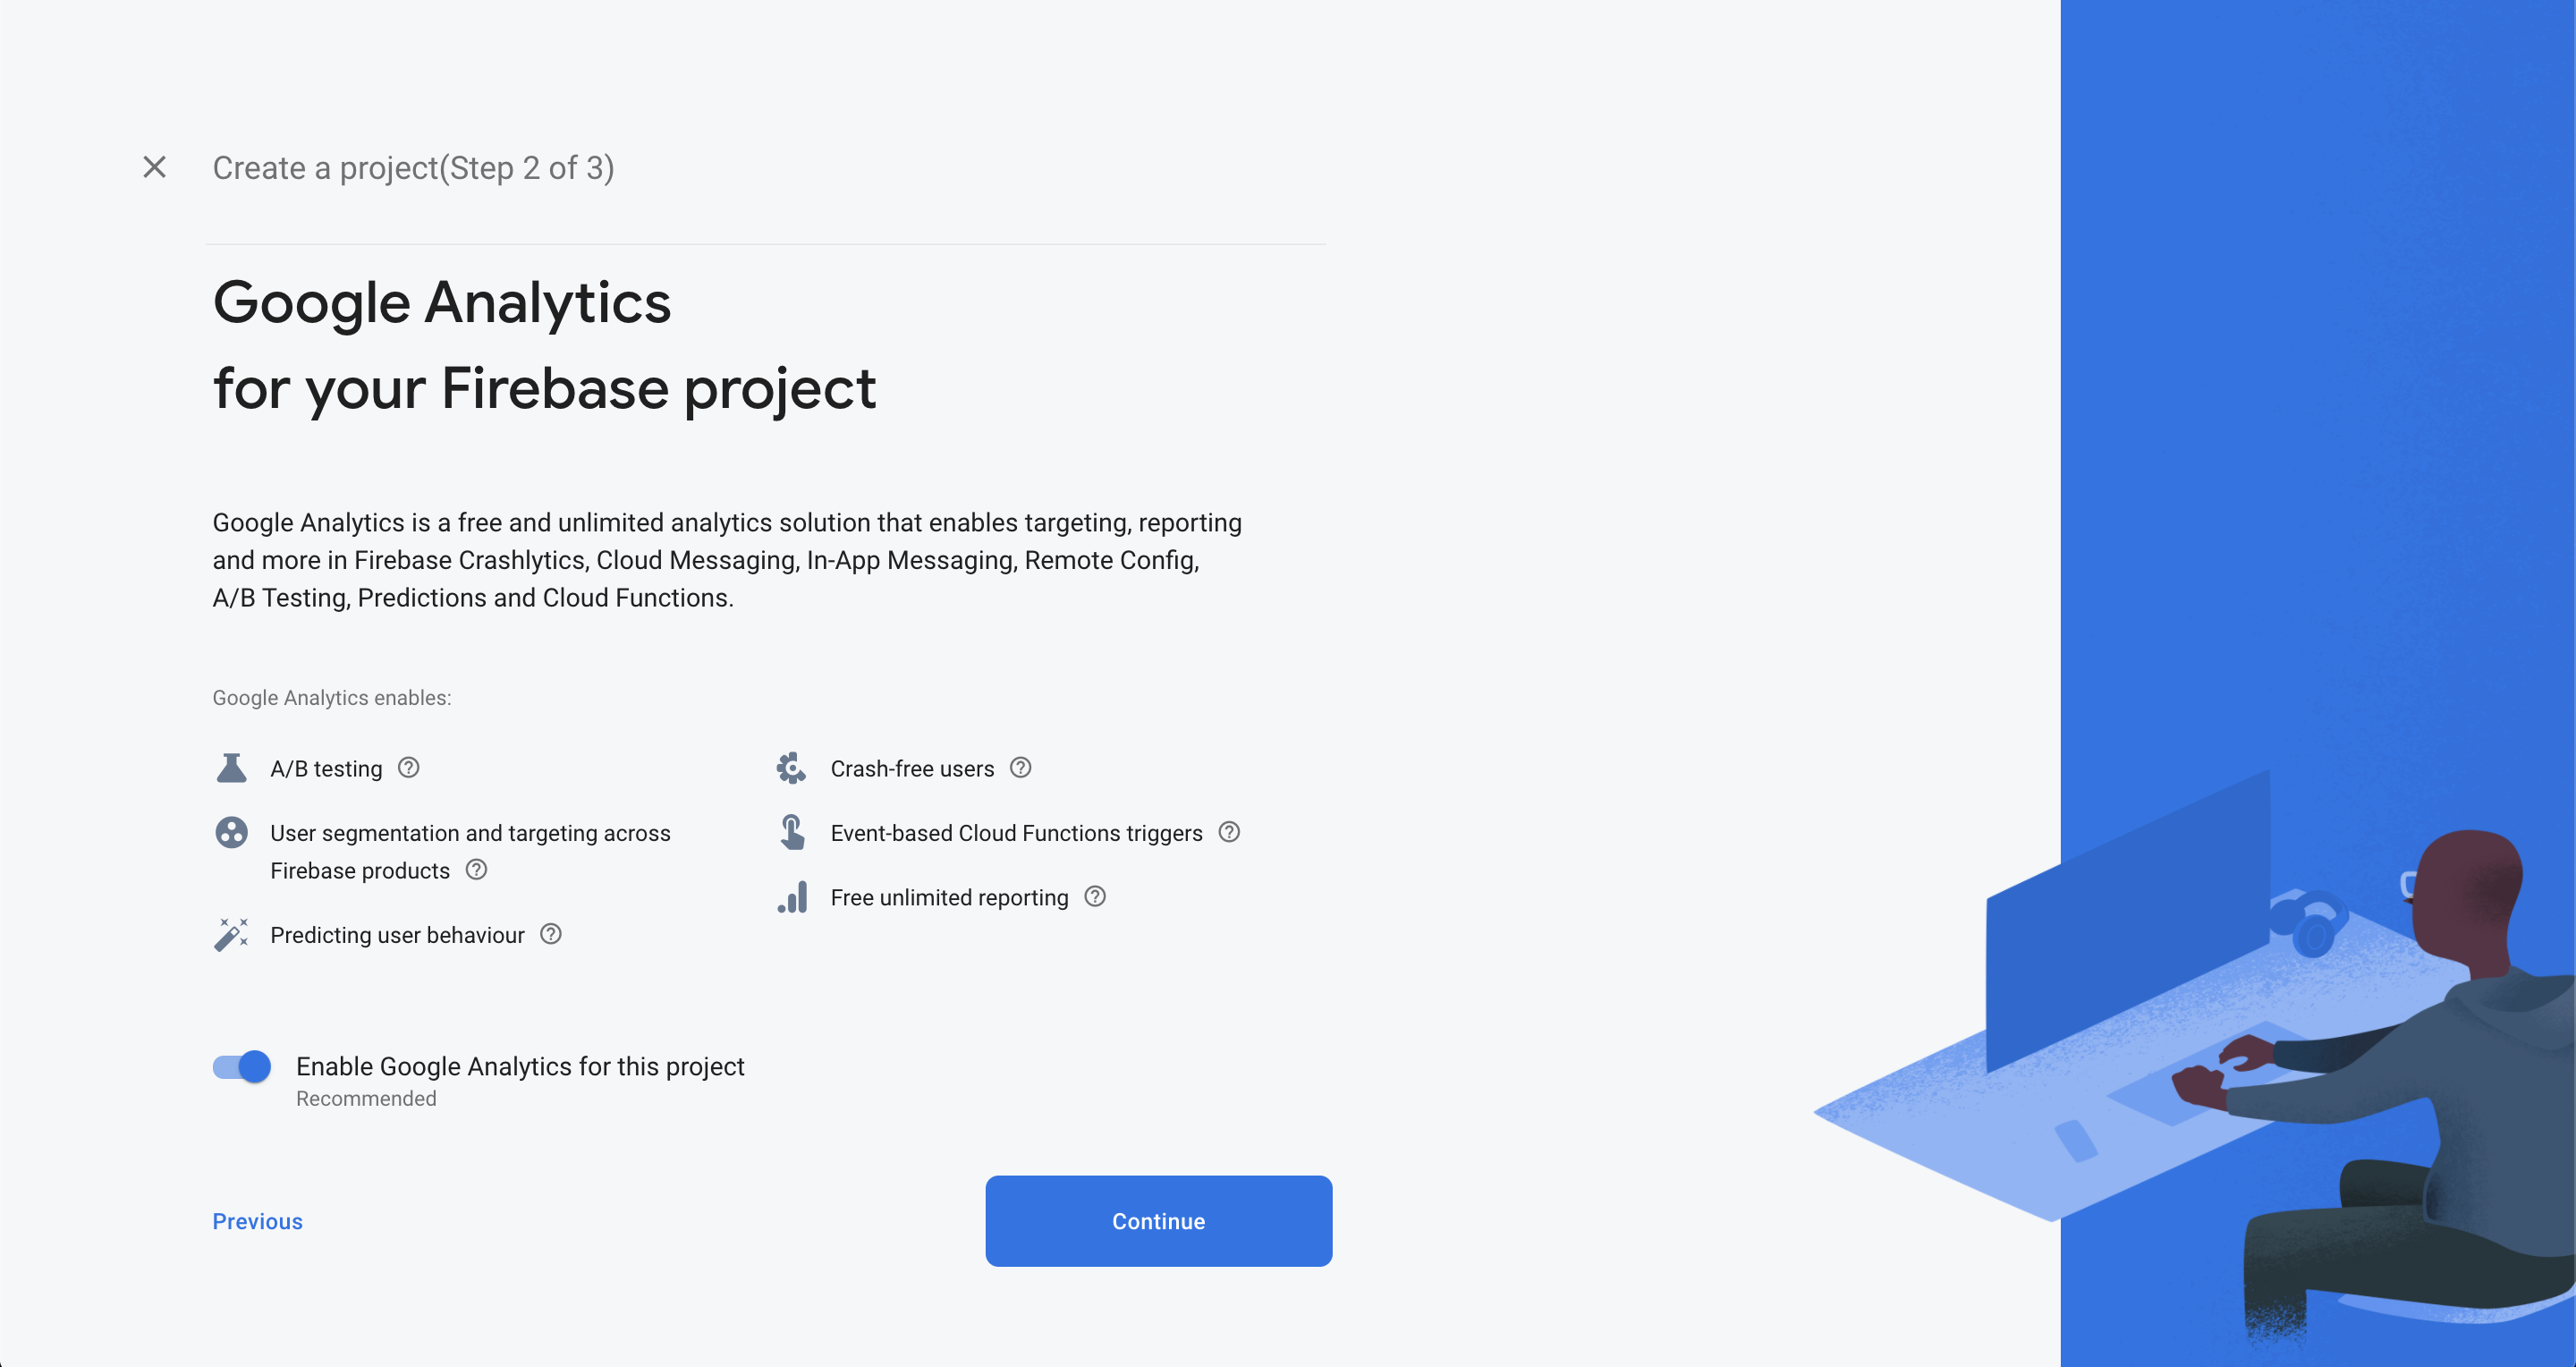 Create a project(Step 2 of 3)
Google Analytics
for your Firebase project
Google Analytics is a free and unlimited analytics solution that enables targeting, reporting
and more in Firebase Crashlytics, Cloud Messaging, In-App Messaging, Remote Config,
A/B Testing, Predictions and Cloud Functions.
Google Analytics enables:
A/B testing
User segmentation and targeting across
Firebase products
Predicting user behaviour
Crash-free users
Event-based Cloud Functions triggers
Free unlimited reporting
Enable Google Analytics for this project
Recommended
Previous
Continue